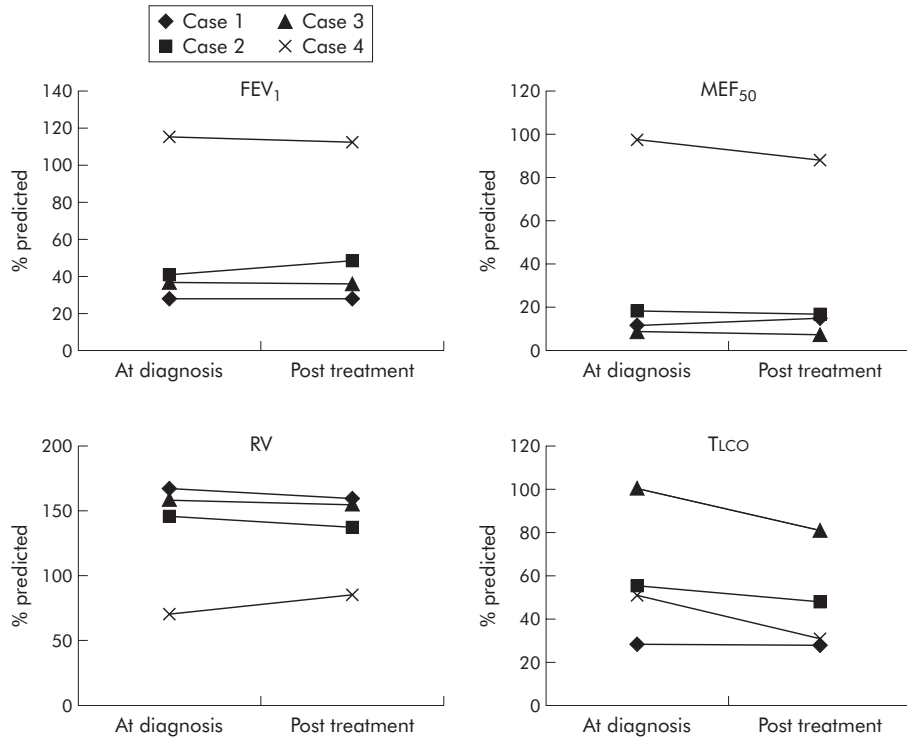 Case 1 Case 3
Case 2 Case 4
FEV1
140
120
100
80
60
40
20
0
% predicted
At diagnosis Post treatment
MEF50
120
100
80
60
40
20
0
% predicted
At diagnosis Post treatment
RV
200
150
100
50
0
% predicted
At diagnosis Post treatment
TLCO
120
100
80
60
40
20
0
% predicted
At diagnosis Post treatment